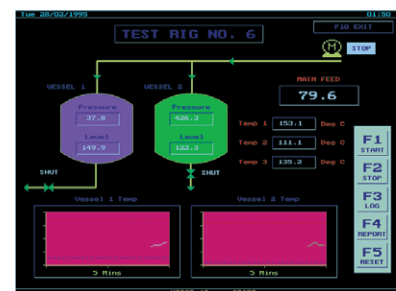 Tue 28/02/1995
01:50
TEST RIG NO. 6
F10 EXIT
M
STOP
VESSEL 1
VESSEL 2
MAIN FEED
79.6
Pressure
37.8
Level
149.9
Pressure
426.3
Level
122.3
Temp 1 153.1 Deg C
Temp 2 111.1 Deg C
Temp 3 135.2 Deg C
SHUT
SHUT
F1
START
F2
STOP
F3
LOG
F4
REPORT
F5
RESET
Vessel 1 Temp
Vessel 2 Temp
5 Mins
5 Mins